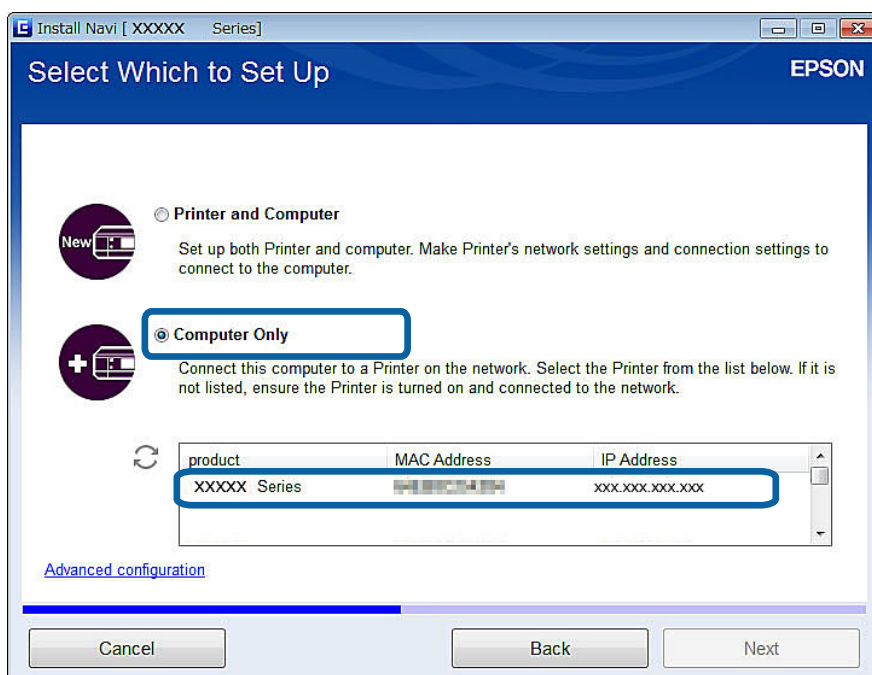 Install Navi [ XXXXX Series]
Select Which to Set Up
EPSON
New
Printer and Computer
Set up both Printer and computer. Make Printer's network settings and connection settings to
connect to the computer.
Computer Only
Connect this computer to a Printer on the network. Select the Printer from the list below. If it is
not listed, ensure the Printer is turned on and connected to the network.
product MAC Address IP Address
XXXXX Series xxx.xxx.xxx.xxx
Advanced configuration
Cancel Back Next